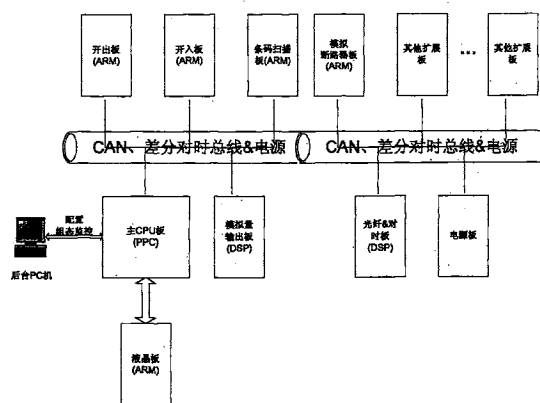 开出板
(ARM)
开入板
(ARM)
条码扫描
板(ARM)
模拟
断路器板
(ARM)
其他扩展
板
...
其他扩展
板
CAN、差分对时总线&电源
CAN、差分对时总线&电源
配置
组态监控
后台PC机
主CPU板
(PPC)
模拟量
输出板
(DSP)
光纤&对
时板
(DSP)
电源板
液晶板
(ARM)